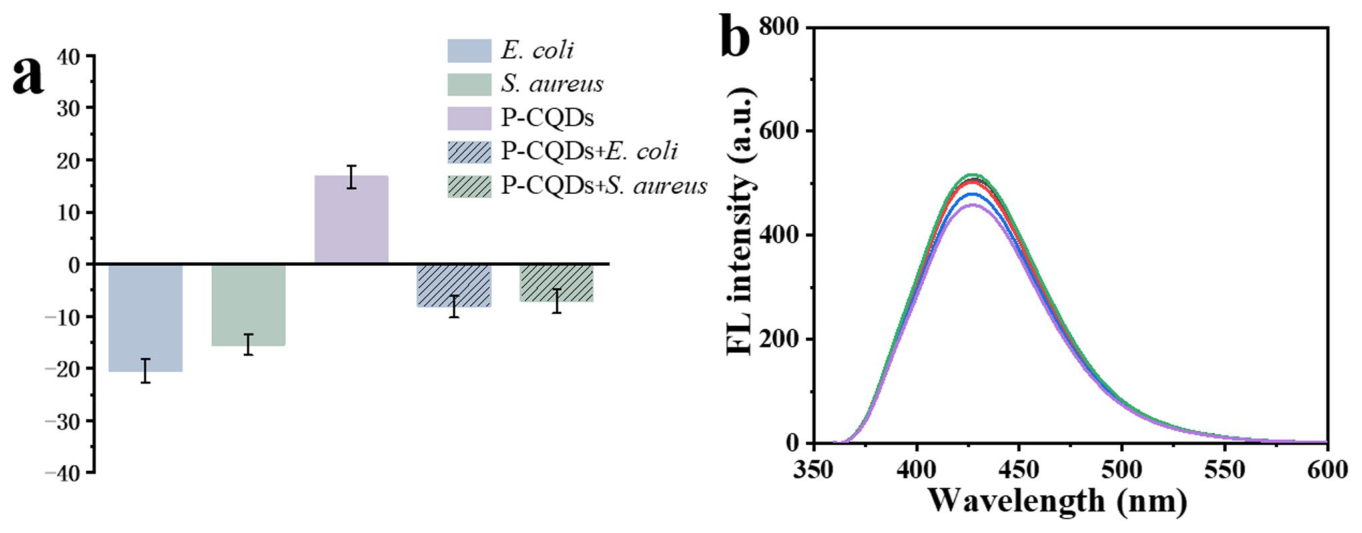 a
40
30
20
10
0
−10
−20
−30
−40
E. coli
S. aureus
P-CQDs
P-CQDs+E. coli
P-CQDs+S. aureus
b
FL intensity (a.u.)
800
600
400
200
0
350 400 450 500 550 600
Wavelength (nm)